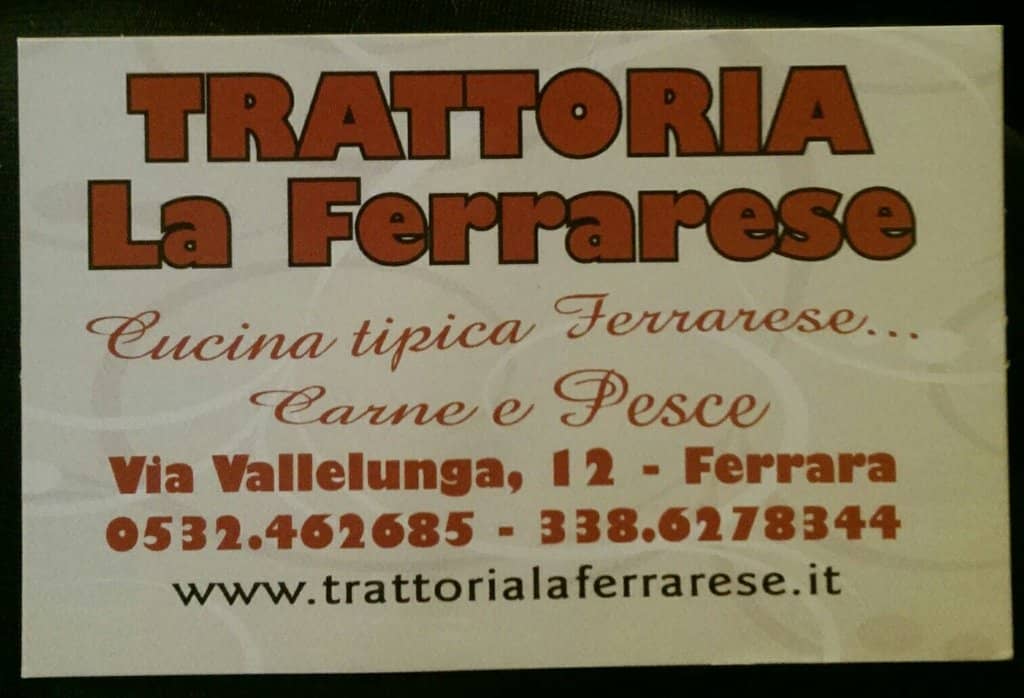 TRATTORIA
La Ferrarese
Cucina tipica Ferrarese...
Carne e Pesce
Via Vallelunga, 12 - Ferrara
0532.462685 - 338.6278344
www.trattorialaferrarese.it